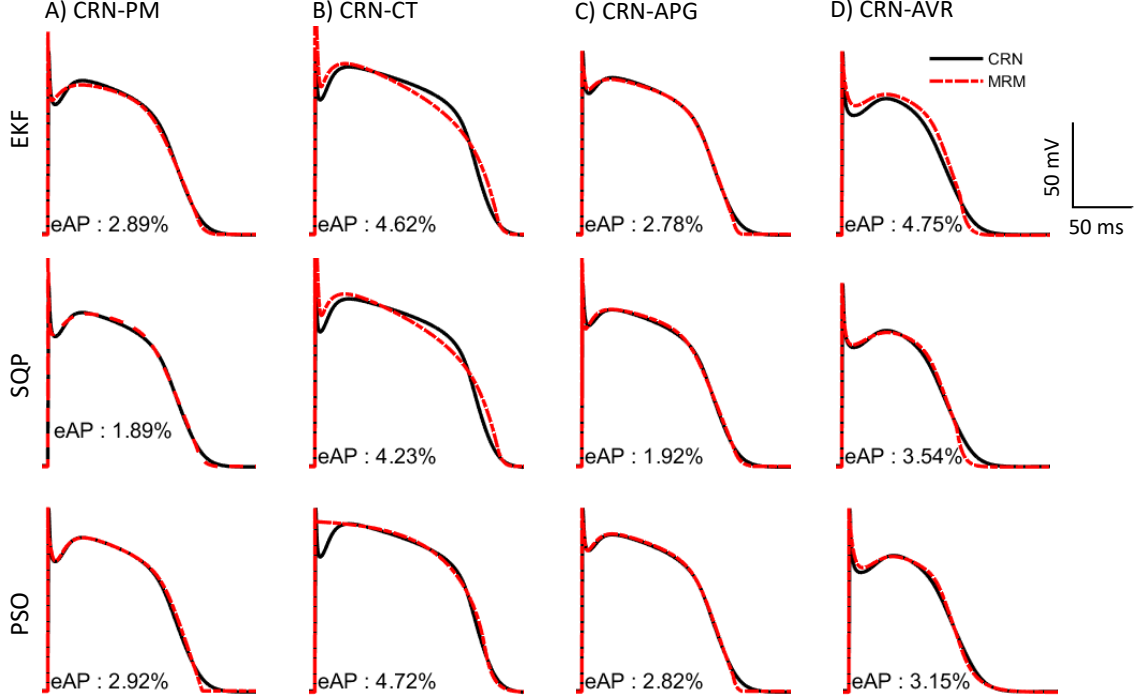 A) CRN-PM
B) CRN-CT
C) CRN-APG
D) CRN-AVR
CRN
MRM
EKF
50 mV
50 ms
eAP : 2.89%
eAP : 4.62%
eAP : 2.78%
eAP : 4.75%
SQP
eAP : 1.89%
eAP : 4.23%
eAP : 1.92%
eAP : 3.54%
PSO
eAP : 2.92%
eAP : 4.72%
eAP : 2.82%
eAP : 3.15%